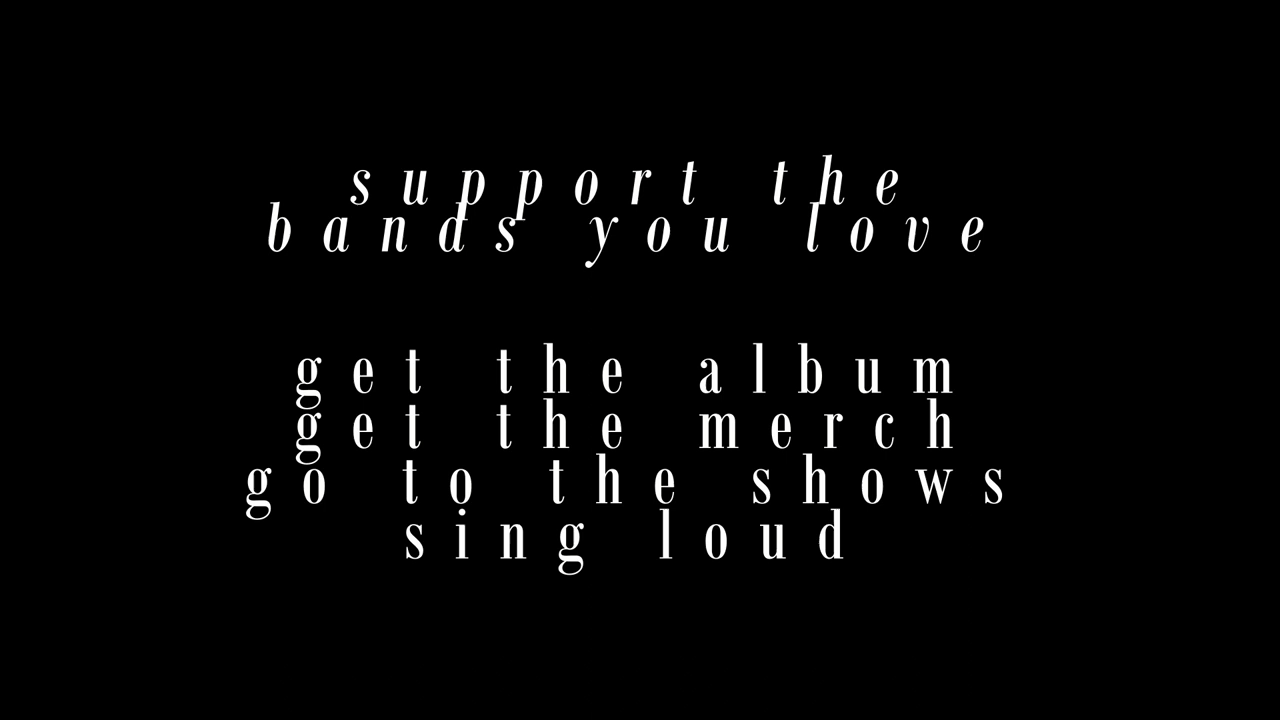 support the
bands you love
get the album
get the merch
go to the shows
sing loud